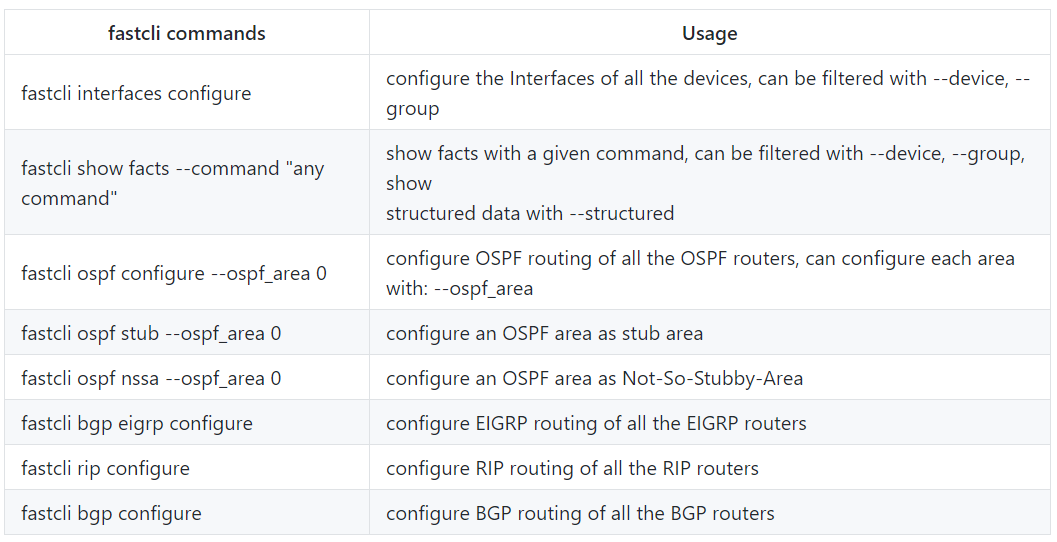 fastcli commands
Usage
fastcli interfaces configure
configure the Interfaces of all the devices, can be filtered with --device, --
group
fastcli show facts --command "any
command"
show facts with a given command, can be filtered with --device, --group,
show
structured data with --structured
fastcli ospf configure --ospf_area 0
configure OSPF routing of all the OSPF routers, can configure each area
with: --ospf_area
fastcli ospf stub --ospf_area 0
configure an OSPF area as stub area
fastcli ospf nssa --ospf_area 0
configure an OSPF area as Not-So-Stubby-Area
fastcli bgp eigrp configure
configure EIGRP routing of all the EIGRP routers
fastcli rip configure
configure RIP routing of all the RIP routers
fastcli bgp configure
configure BGP routing of all the BGP routers